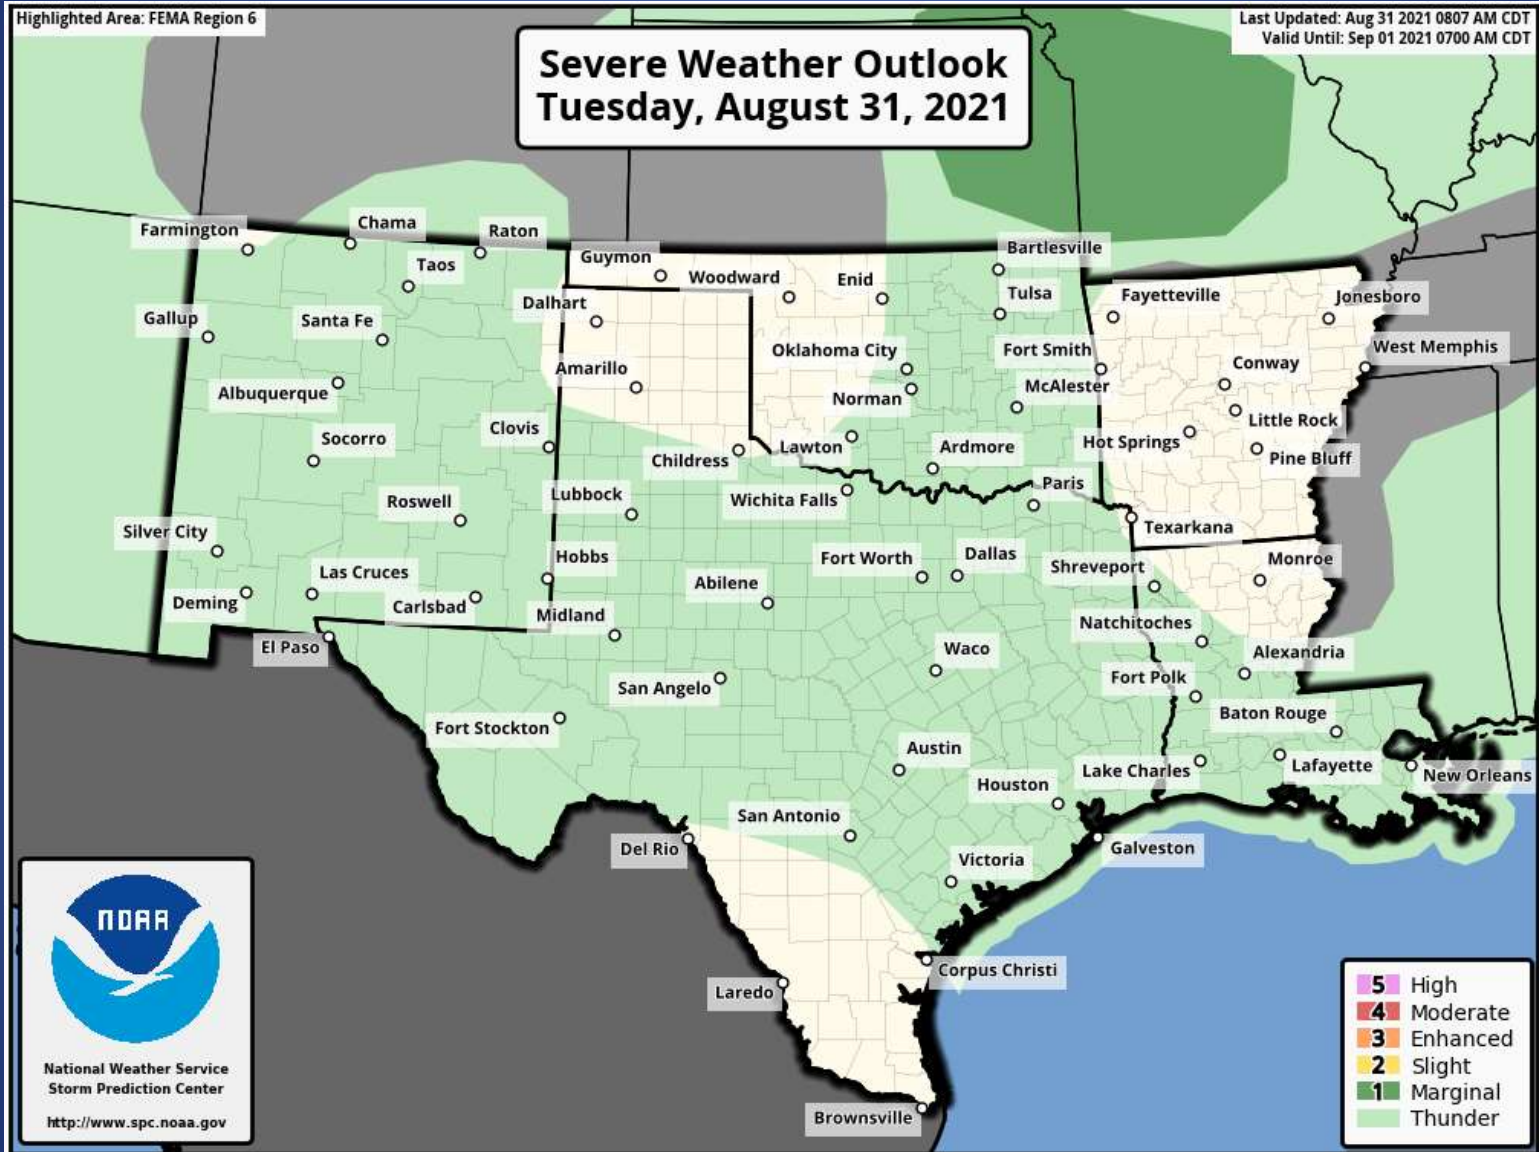 Highlighted Area: FEMA Region 6
Last Updated: Aug 31 2021 0807 AM CDT
Valid Until: Sep 01 2021 0700 AM CDT
Severe Weather Outlook
Tuesday, August 31, 2021
Farmington
Chama
Raton
Taos
Guymon
Woodward
Enid
Bartlesville
Tulsa
Fayetteville
Jonesboro
Gallup
Santa Fe
Dalhart
Oklahoma City
Fort Smith
West Memphis
Amarillo
Conway
Albuquerque
Norman
McAlester
Little Rock
Socorro
Clovis
Childress
Lawton
Ardmore
Hot Springs
Pine Bluff
Roswell
Lubbock
Wichita Falls
Paris
Texarkana
Silver City
Hobbs
Fort Worth
Dallas
Shreveport
Monroe
Las Cruces
Deming
Carlsbad
Midland
Abilene
Natchitoches
El Paso
Waco
Alexandria
San Angelo
Fort Polk
Fort Stockton
Baton Rouge
Austin
Houston
Lake Charles
Lafayette
New Orleans
San Antonio
Del Rio
Victoria
Galveston
Corpus Christi
Laredo
Brownsville
NOAA
National Weather Service
Storm Prediction Center
http://www.spc.noaa.gov
5 High
4 Moderate
3 Enhanced
2 Slight
1 Marginal
Thunder